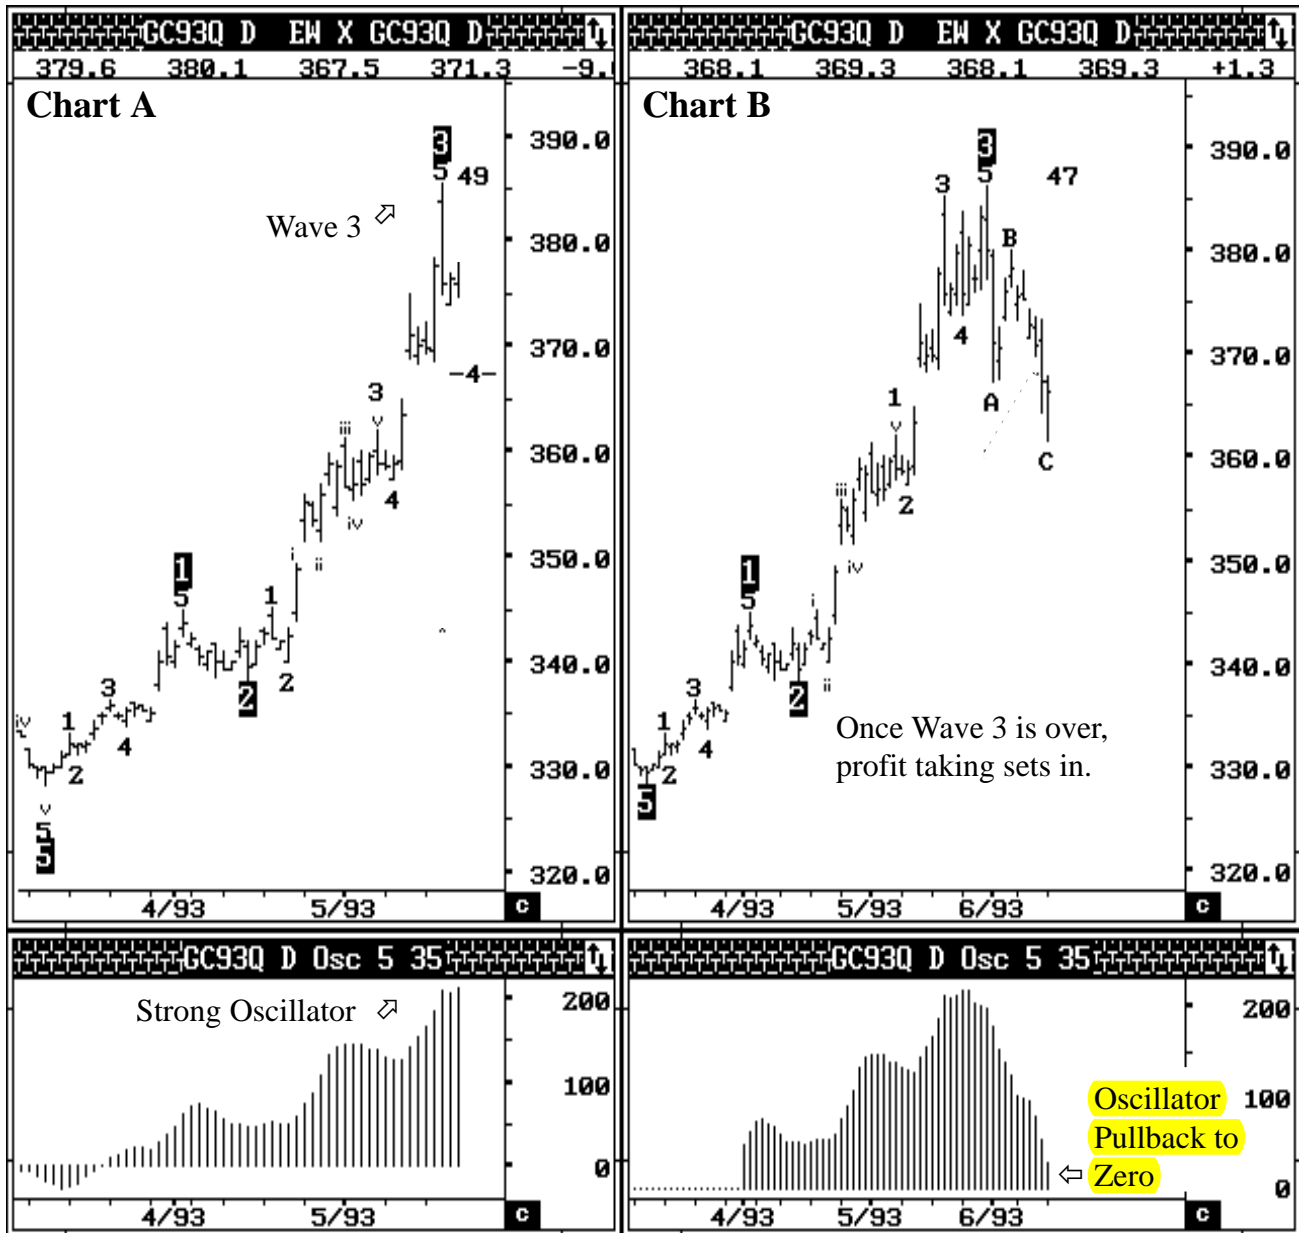 GC93Q D EW X GC93Q D
379.6 380.1 367.5 371.3 -9.
Chart A
390.0
3
5 49
Wave 3
380.0
370.0
-4-
3
iii v
360.0
4
iv
350.0
i
ii
1
5
1
340.0
2
2
3
iv 1
4
2
330.0
v
5
5
320.0
4/93 5/93 C
GC93Q D Osc 5 35
Strong Oscillator
200
100
0
4/93 5/93 C
GC93Q D EW X GC93Q D
368.1 369.3 368.1 369.3 +1.3
Chart B
390.0
3
3 5 47
B
380.0
4
370.0
A
1
v
C
360.0
iii
2
iv
350.0
1
5
i
340.0
ii
2
3
1
4
2
Once Wave 3 is over,
profit taking sets in.
330.0
5
320.0
4/93 5/93 6/93 C
GC93Q D Osc 5 35
200
100
Oscillator
Pullback to
Zero
0
4/93 5/93 6/93 C